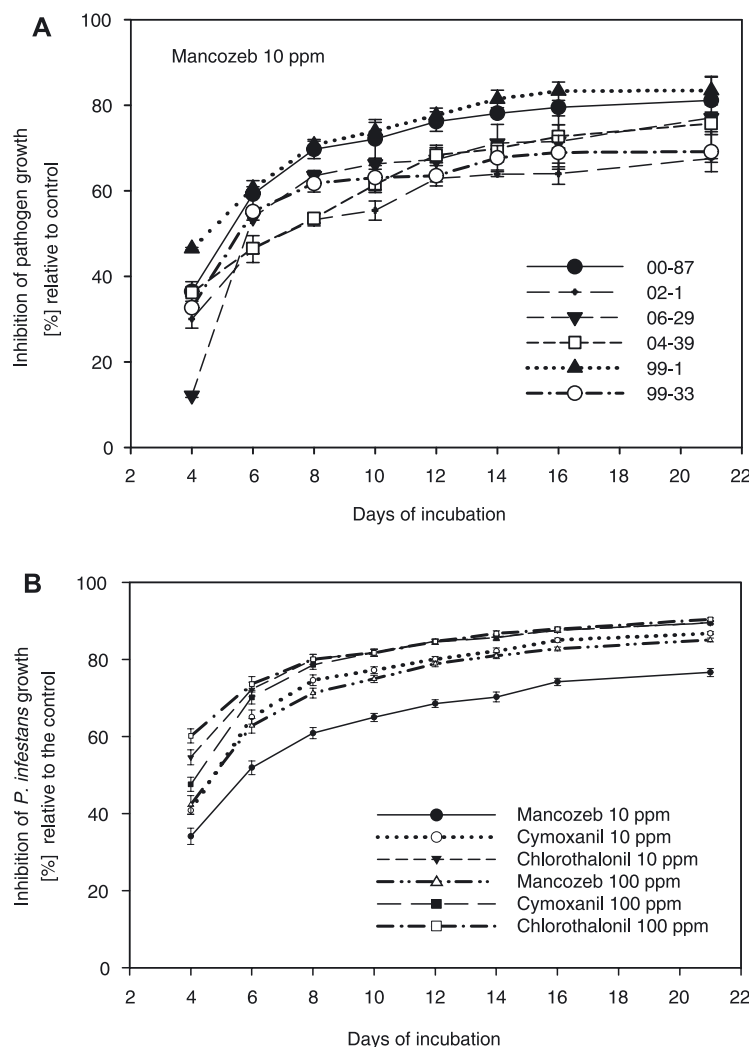 A
Mancozeb 10 ppm
Inhibition of pathogen growth
[%] relative to control
100
80
60
40
20
0
00-87
02-1
06-29
04-39
99-1
99-33
2 4 6 8 10 12 14 16 18 20 22
Days of incubation
B
Inhibition of P. infestans growth
[%] relative to the control
100
80
60
40
20
0
Mancozeb 10 ppm
Cymoxanil 10 ppm
Chlorothalonil 10 ppm
Mancozeb 100 ppm
Cymoxanil 100 ppm
Chlorothalonil 100 ppm
2 4 6 8 10 12 14 16 18 20 22
Days of incubation